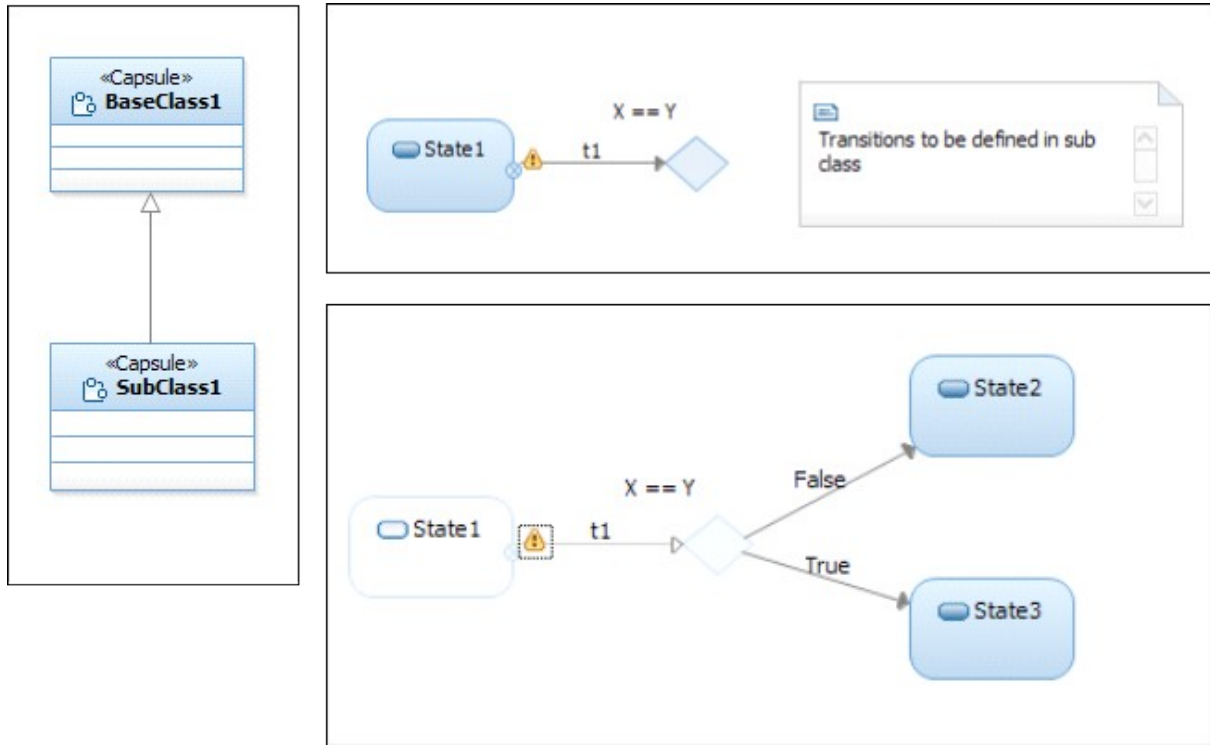 «Capsule»
BaseClass1
«Capsule»
SubClass1
X == Y
State1
t1
Transitions to be defined in sub
class
State2
False
X == Y
State1
t1
True
State3